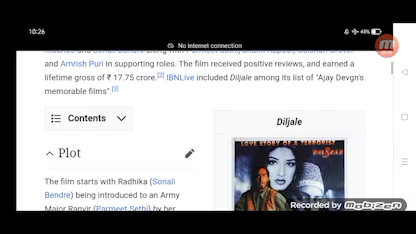 10:26
43%
No internet connection
and Amrish Puri in supporting roles. The film received positive reviews, and earned a
lifetime gross of ₹ 17.75 crore.[2] IBNLive included Diljale among its list of "Ajay Devgn's
memorable films".[3]
Contents
Plot
The film starts with Radhika (Sonali
Bendre) being introduced to an Army
Major Ranvir (Parmeet Sethi) by her
Diljale
LOVE STORY OF A TERRORIST
Recorded by
Mobizen